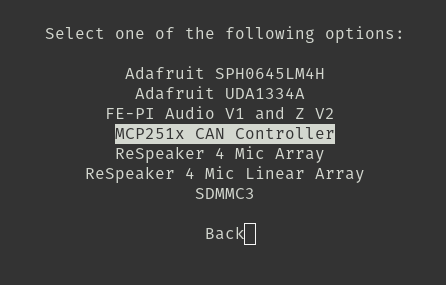 Select one of the following options:
Adafruit SPH0645LM4H
Adafruit UDA1334A
FE-PI Audio V1 and Z V2
MCP251x CAN Controller
ReSpeaker 4 Mic Array
ReSpeaker 4 Mic Linear Array
SDMMC3
Back